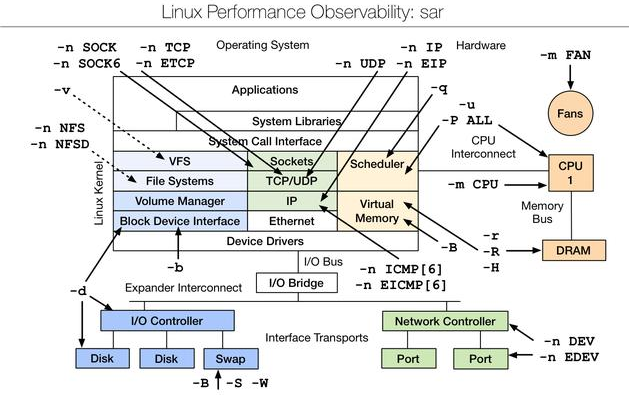 Linux Performance Observability: sar
-n SOCK -n TCP Operating System -n IP Hardware
-n SOCK6 -n ETCP -n UDP -n EIP -m FAN
-v Applications -q Fans
System Libraries -u
-n NFS System Call Interface -P ALL
-n NFSD VFS Sockets Scheduler CPU Interconnect
File Systems TCP/UDP CPU 1
Linux Kernel Volume Manager IP Virtual Memory -m CPU
Block Device Interface Ethernet Memory Bus
Device Drivers -B -r
-R DRAM
-b I/O Bus -n ICMP[6] -H
-d Expander Interconnect I/O Bridge -n EICMP[6]
I/O Controller Interface Transports Network Controller
-n DEV
Disk Disk Swap Port Port -n EDEV
-B -S -W